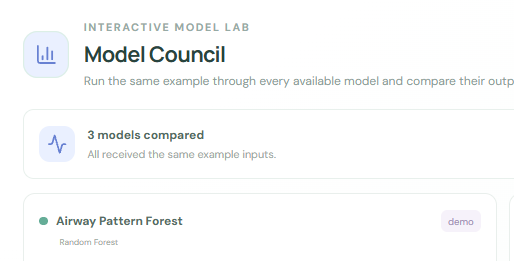 INTERACTIVE MODEL LAB
Model Council
Run the same example through every available model and compare their outp
3 models compared
All received the same example inputs.
Airway Pattern Forest
demo
Random Forest